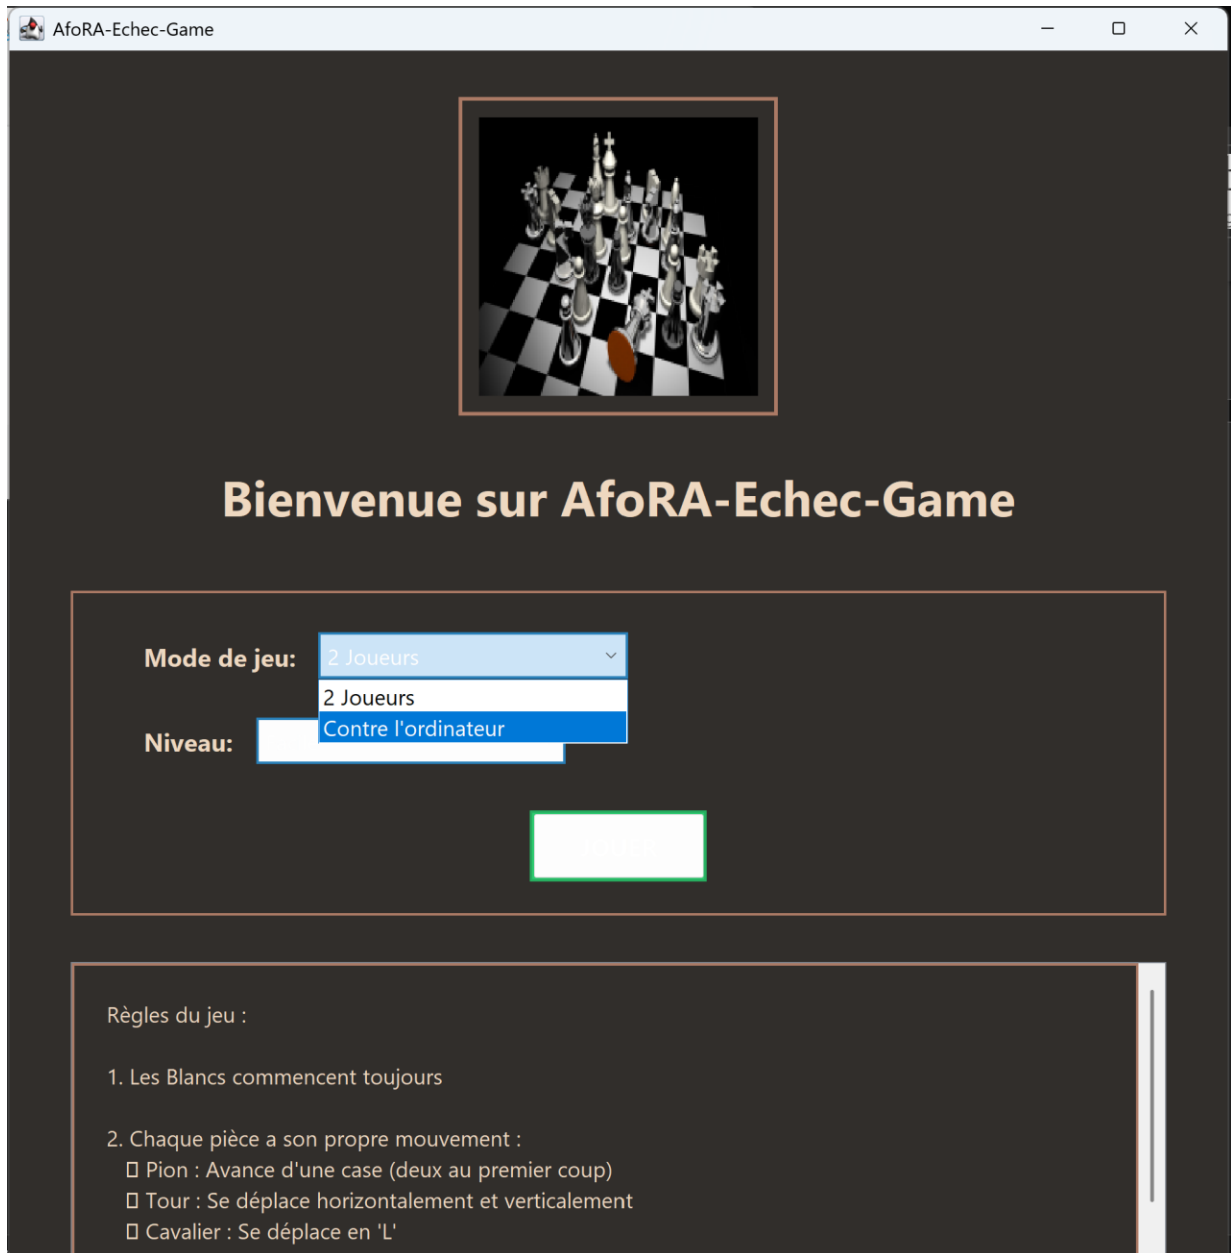 AfoRA-Echec-Game
Bienvenue sur AfoRA-Echec-Game
Mode de jeu: 2 Joueurs
2 Joueurs
Contre l'ordinateur
Niveau:
Règles du jeu :
1. Les Blancs commencent toujours
2. Chaque pièce a son propre mouvement :
▯ Pion : Avance d'une case (deux au premier coup)
▯ Tour : Se déplace horizontalement et verticalement
▯ Cavalier : Se déplace en 'L'